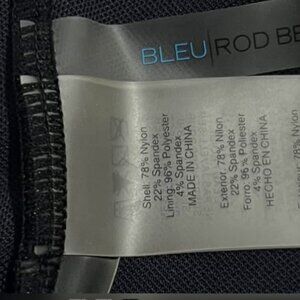 BLEU|ROD BE
Shell: 78% Nylon
22% Spandex
Lining: 96% Polyester
4% Spandex
MADE IN CHINA
Exterior: 78% Nilon
22% Spandex
Forro: 96% Polyester
4% Spandex
HECHO EN CHINA
78% Nylon